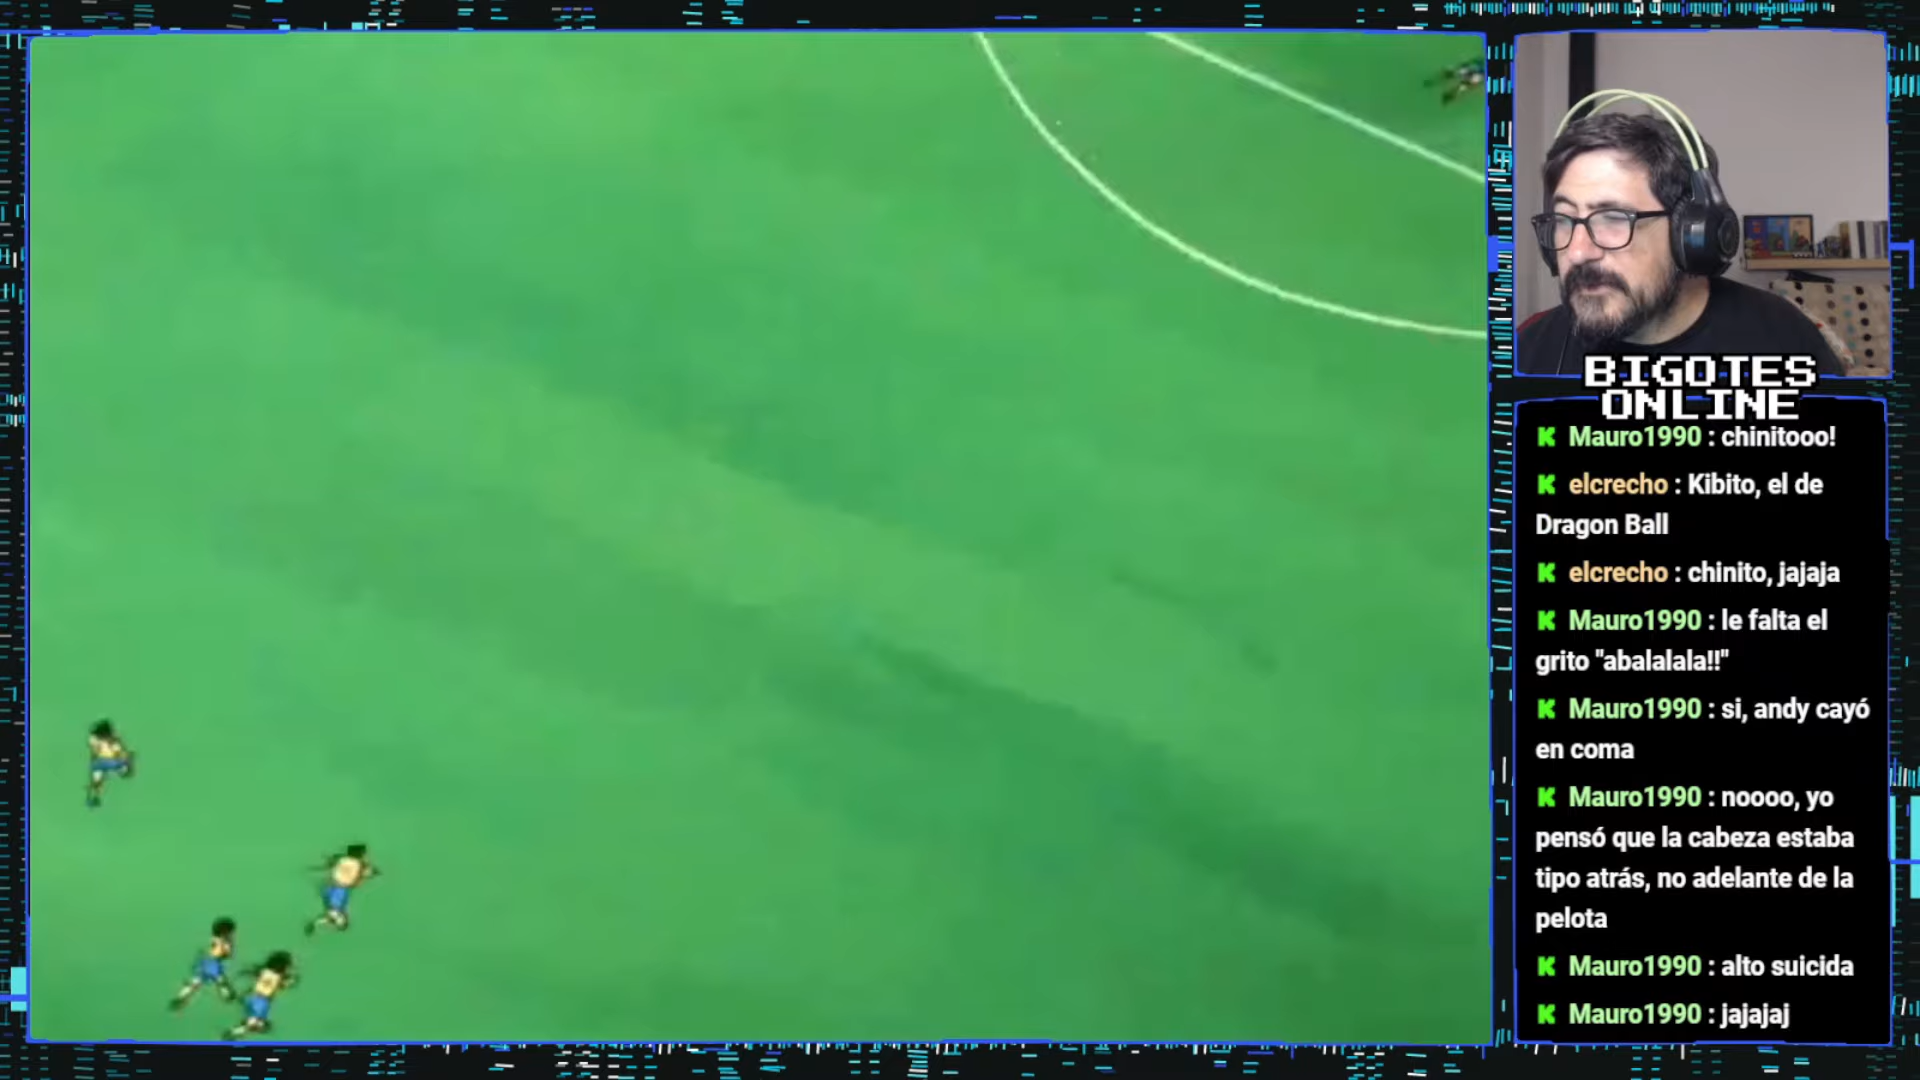 BIGOTES
ONLINE
Mauro1990 : chinitooo!
elcrecho : Kibito, el de
Dragon Ball
elcrecho : chinito, jajaja
Mauro1990 : le falta el
grito "abalalala!!"
Mauro1990 : si, andy cayó
en coma
Mauro1990 : noooo, yo
pensó que la cabeza estaba
tipo atrás, no adelante de la
pelota
Mauro1990 : alto suicida
Mauro1990 : jajajaj